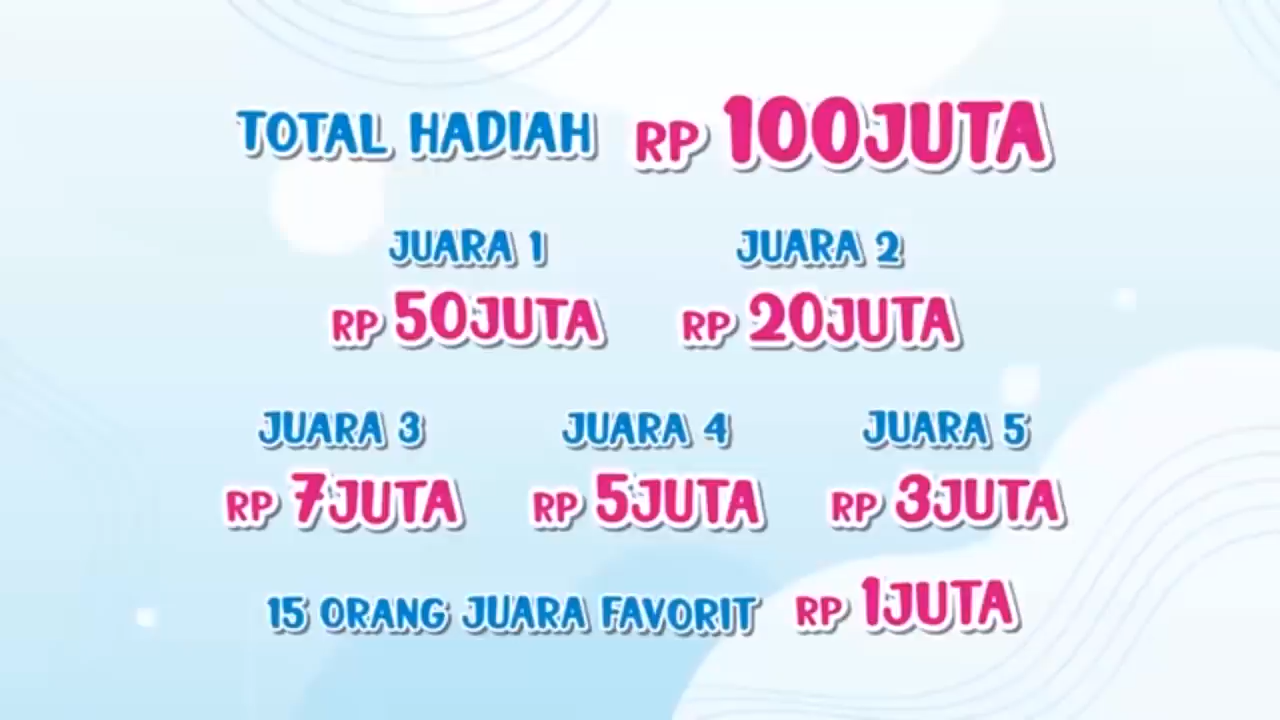 TOTAL HADIAH RP 100JUTA
JUARA 1 JUARA 2
RP 50JUTA RP 20JUTA
JUARA 3 JUARA 4 JUARA 5
RP 7JUTA RP 5JUTA RP 3JUTA
15 ORANG JUARA FAVORIT RP 1JUTA